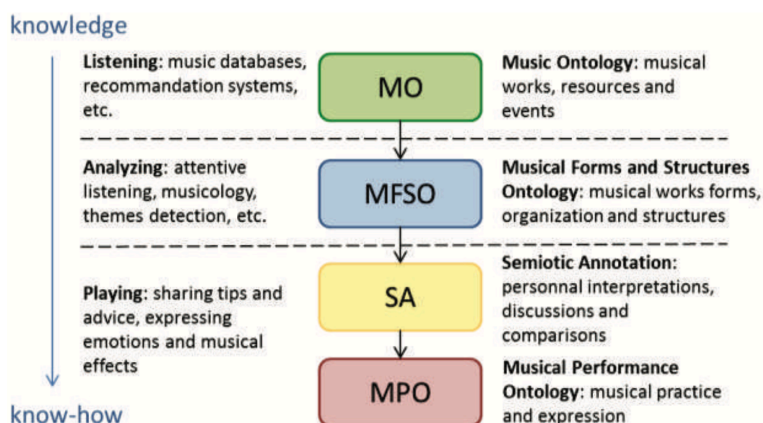 knowledge
Listening: music databases,
recommandation systems,
etc.
MO
Music Ontology: musical
works, resources and
events
Analyzing: attentive
listening, musicology,
themes detection, etc.
MFSO
Musical Forms and Structures
Ontology: musical works forms,
organization and structures
Playing: sharing tips and
advice, expressing
emotions and musical
effects
SA
Semiotic Annotation:
personnal interpretations,
discussions and
comparisons
MPO
Musical Performance
Ontology: musical practice
and expression
know-how